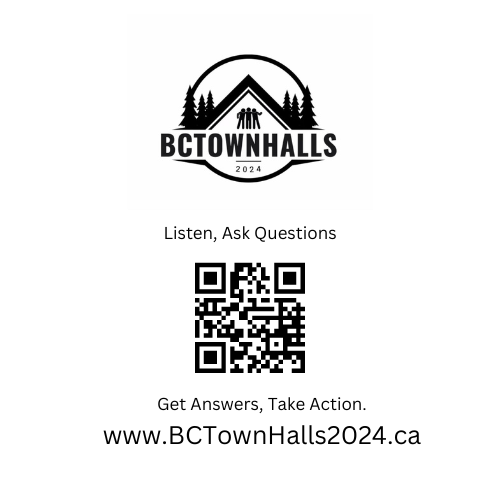 BCTOWNHALLS
2024
Listen, Ask Questions
Get Answers, Take Action.
www.BCTownHalls2024.ca